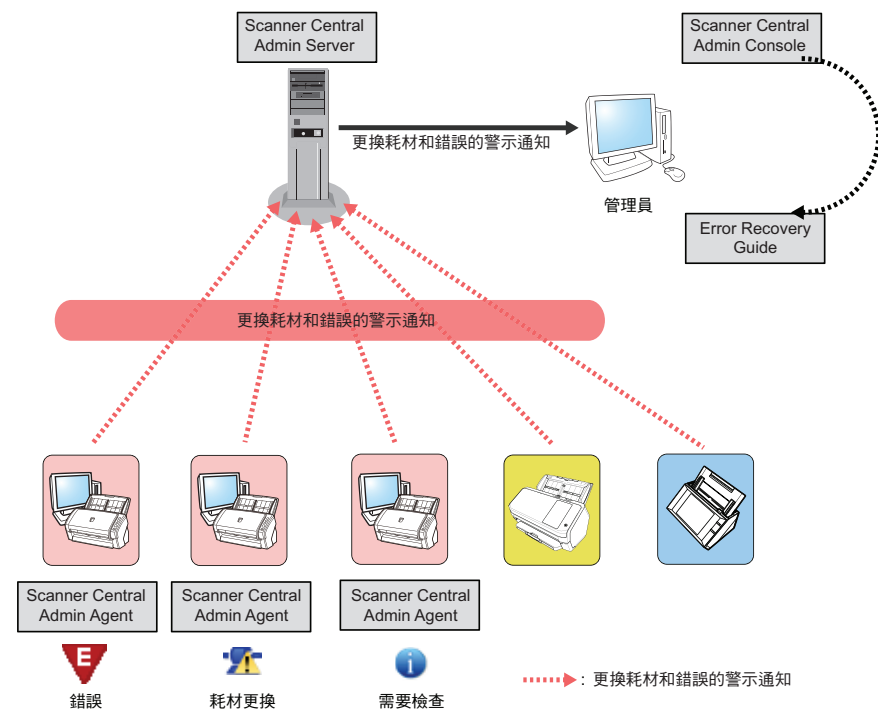 Scanner Central
Admin Server
Scanner Central
Admin Console
更換耗材和錯誤的警示通知
管理員
Error Recovery
Guide
更換耗材和錯誤的警示通知
Scanner Central
Admin Agent
Scanner Central
Admin Agent
Scanner Central
Admin Agent
E
i
錯誤
耗材更換
需要檢查
: 更換耗材和錯誤的警示通知